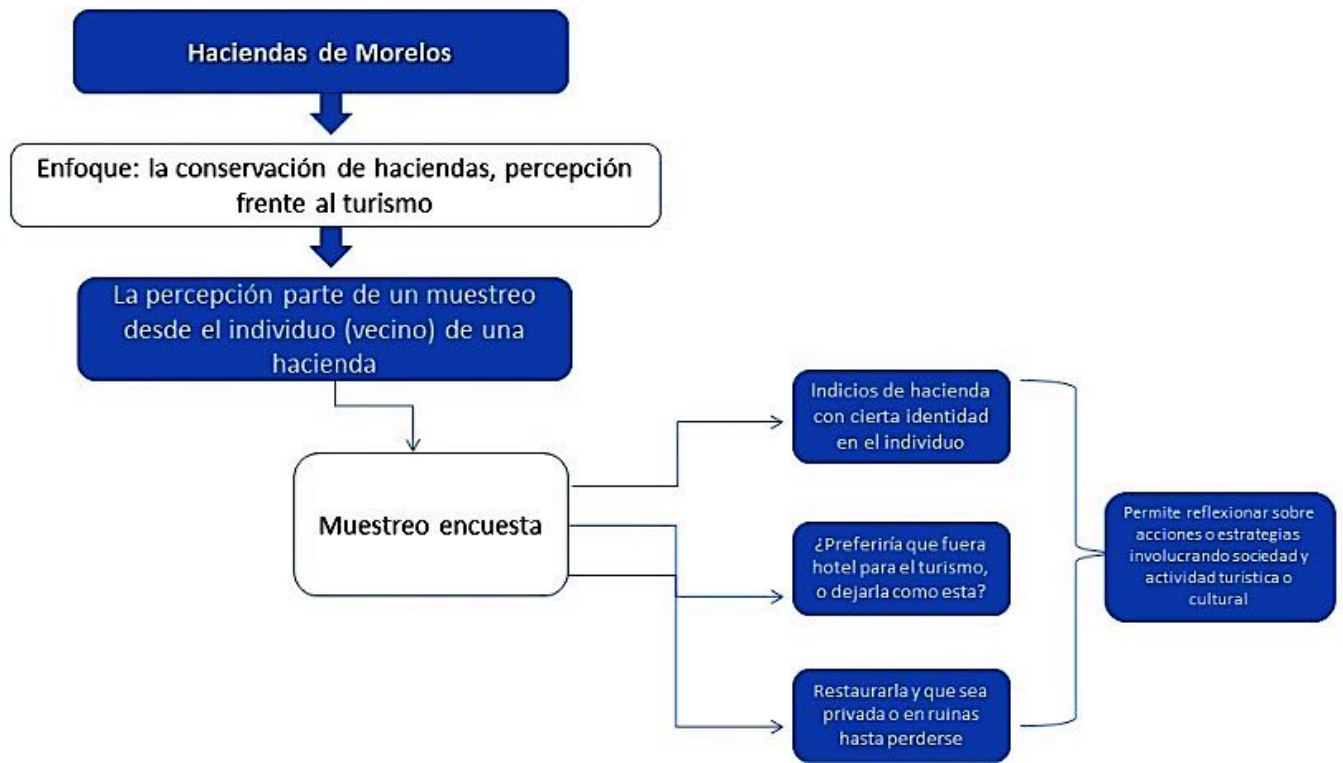 Haciendas de Morelos
Enfoque: la conservación de haciendas, percepción
frente al turismo
La percepción parte de un muestreo
desde el individuo (vecino) de una
hacienda
Muestreo encuesta
Indicios de hacienda
con cierta identidad
en el individuo
¿Preferiría que fuera
hotel para el turismo,
o dejarla como esta?
Restaurarla y que sea
privada o en ruinas
hasta perderse
Permite reflexionar sobre
acciones o estrategias
involucrando sociedad y
actividad turística o
cultural